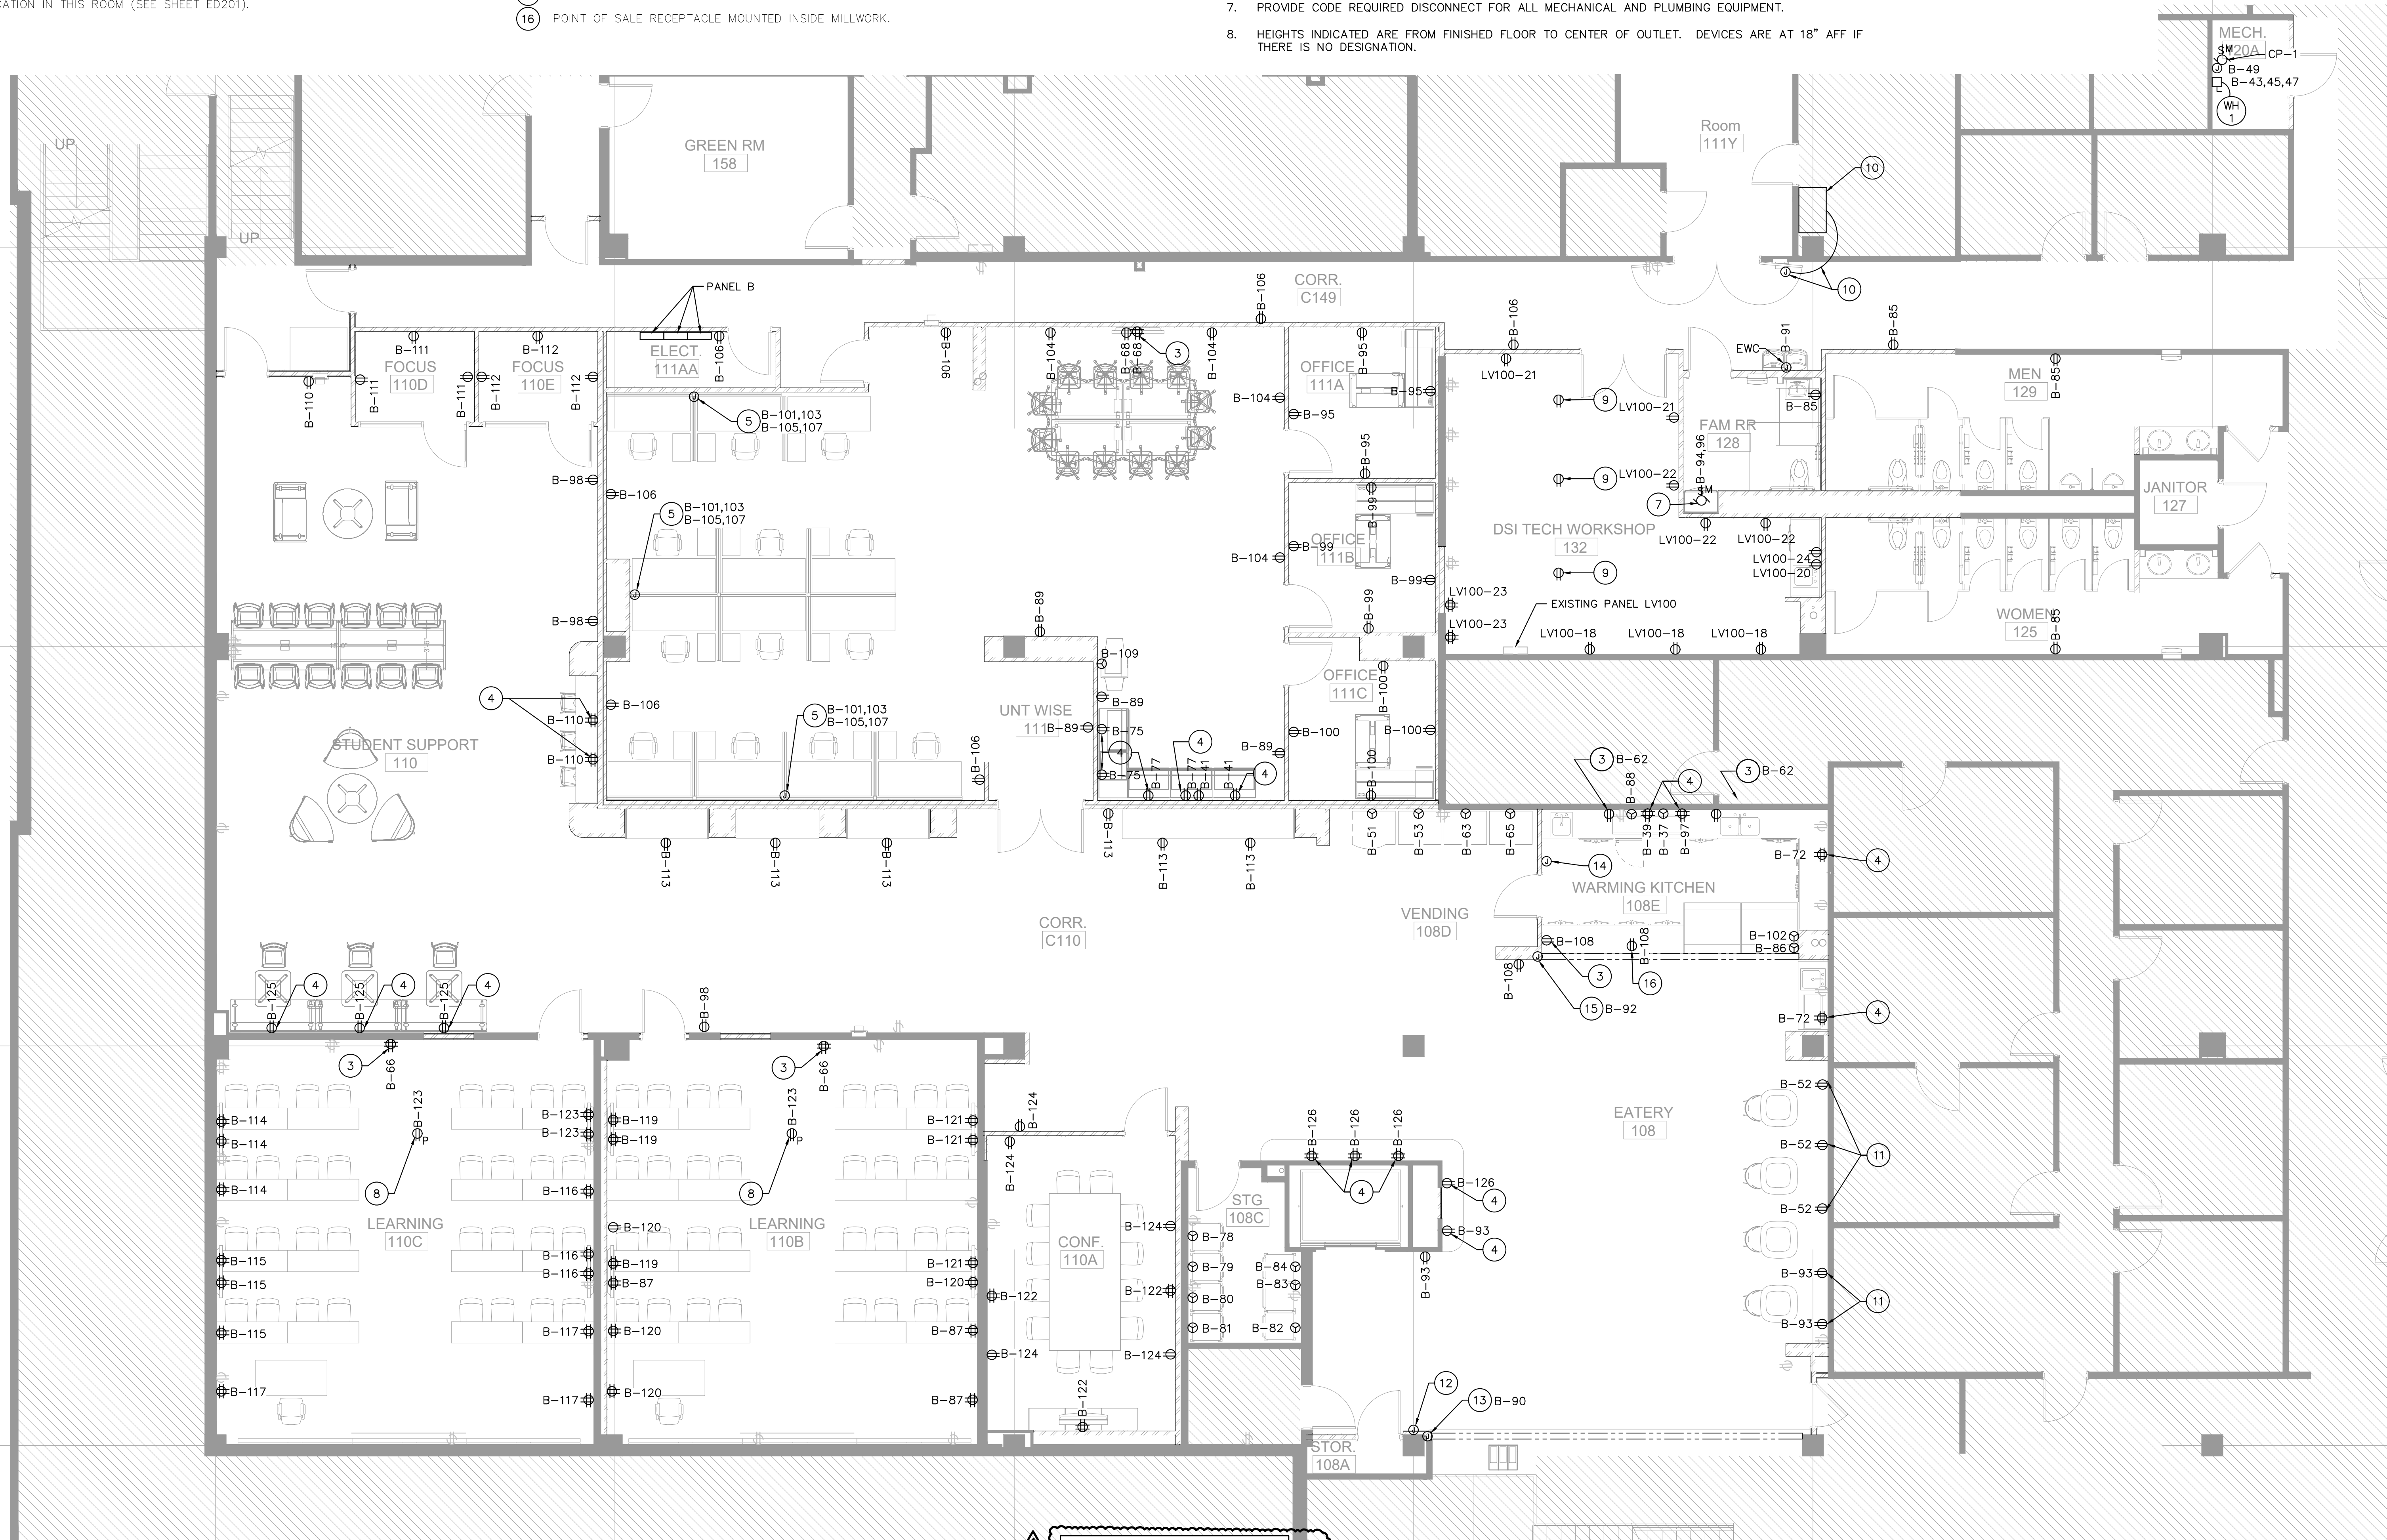 CATION IN THIS ROOM (SEE SHEET ED201).
16 POINT OF SALE RECEPTACLE MOUNTED INSIDE MILLWORK.
7. PROVIDE CODE REQUIRED DISCONNECT FOR ALL MECHANICAL AND PLUMBING EQUIPMENT.
8. HEIGHTS INDICATED ARE FROM FINISHED FLOOR TO CENTER OF OUTLET. DEVICES ARE AT 18" AFF IF
THERE IS NO DESIGNATION.
MECH.
120A
SM
CP-1
J B-49
B-43,45,47
WH
1
UP
UP
GREEN RM
158
Room
111Y
10
10
J
PANEL B
CORR.
C149
B-106
B-106
B-85
B-91
EWC
J
B-111
FOCUS
110D
B-111
B-111
B-110
B-112
FOCUS
110E
B-112
B-112
ELECT.
111AA
B-106
B-106
B-104
B-68
B-68
3
B-104
B-95
OFFICE
111A
B-95
B-104
B-95
B-95
LV100-21
9
LV100-21
9
LV100-22
B-85
FAM RR
128
B-94,96
SM
7
MEN
129
B-85
JANITOR
127
5 B-101,103
B-105,107
B-98
B-106
5 B-101,103
B-105,107
J
B-99
OFFICE
111B
B-99
B-104
B-99
B-99
DSI TECH WORKSHOP
132
9
LV100-22
LV100-22
LV100-24
LV100-20
LV100-23
LV100-23
EXISTING PANEL LV100
LV100-18
LV100-18
LV100-18
WOMEN
125
B-85
B-98
B-89
B-109
B-89
OFFICE
111C
B-100
B-100
B-100
B-100
4
B-110
B-110
B-106
5 B-101,103
B-105,107
J
UNT WISE
111
B-89
B-75
4
B-75
4
B-89
4
B-77
B-77
B-41
B-41
B-106
STUDENT SUPPORT
110
3 B-62
B-88
4
3 B-62
B-39
B-37
B-97
B-113
B-113
B-113
B-113
B-113
B-113
B-51
B-53
B-63
B-65
J 14
B-72
4
WARMING KITCHEN
108E
VENDING
108D
CORR.
C110
B-108
3
B-108
16
B-102
B-86
B-108
J
15 B-92
B-72
4
B-125
4
B-125
4
B-125
4
B-98
3
B-66
3
B-66
B-123
P
8
B-123
P
8
B-114
B-114
B-114
B-115
B-115
B-115
B-117
LEARNING
110C
B-123
B-123
B-116
B-116
B-116
B-117
B-117
B-119
B-119
B-120
B-119
B-87
B-120
B-120
LEARNING
110B
B-121
B-121
B-121
B-120
B-87
B-87
B-124
B-124
CONF.
110A
B-124
B-122
B-122
B-124
B-124
B-122
B-126
B-126
B-126
4
B-126
4
B-93
4
B-93
STG
108C
B-78
B-79
B-80
B-81
B-84
B-83
B-82
EATERY
108
B-52
B-52
B-52
11
B-93
B-93
11
12
J
13 B-90
J
STOR.
108A